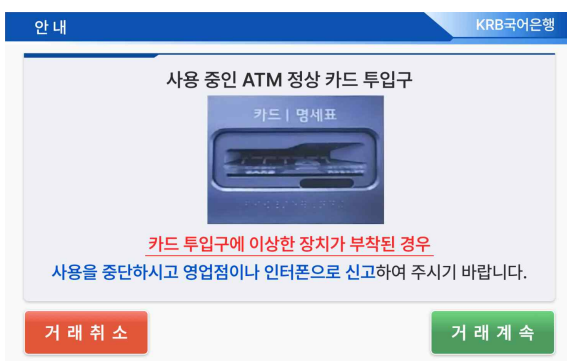 안 내
KRB국어은행
사용 중인 ATM 정상 카드 투입구
카드 | 명세표
카드 투입구에 이상한 장치가 부착된 경우
사용을 중단하시고 영업점이나 인터폰으로 신고하여 주시기 바랍니다.
거 래 취 소
거 래 계 속